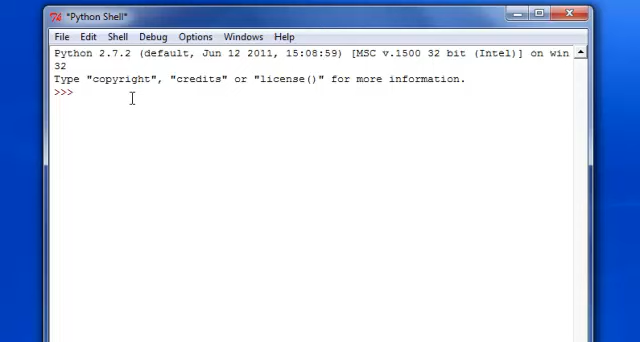 *Python Shell*
File Edit Shell Debug Options Windows Help
Python 2.7.2 (default, Jun 12 2011, 15:08:59) [MSC v.1500 32 bit (Intel)] on win
32
Type "copyright", "credits" or "license()" for more information.
>>>